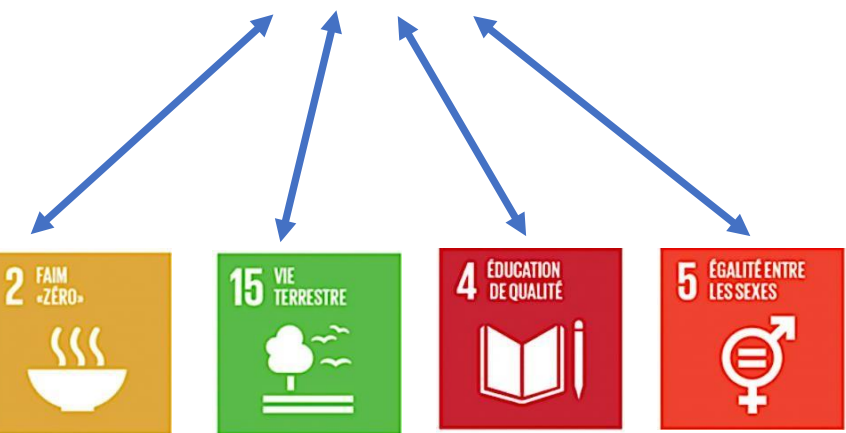 2 FAIM
«ZÉRO»
15 VIE
TERRESTRE
4 ÉDUCATION
DE QUALITÉ
5 ÉGALITÉ ENTRE
LES SEXES